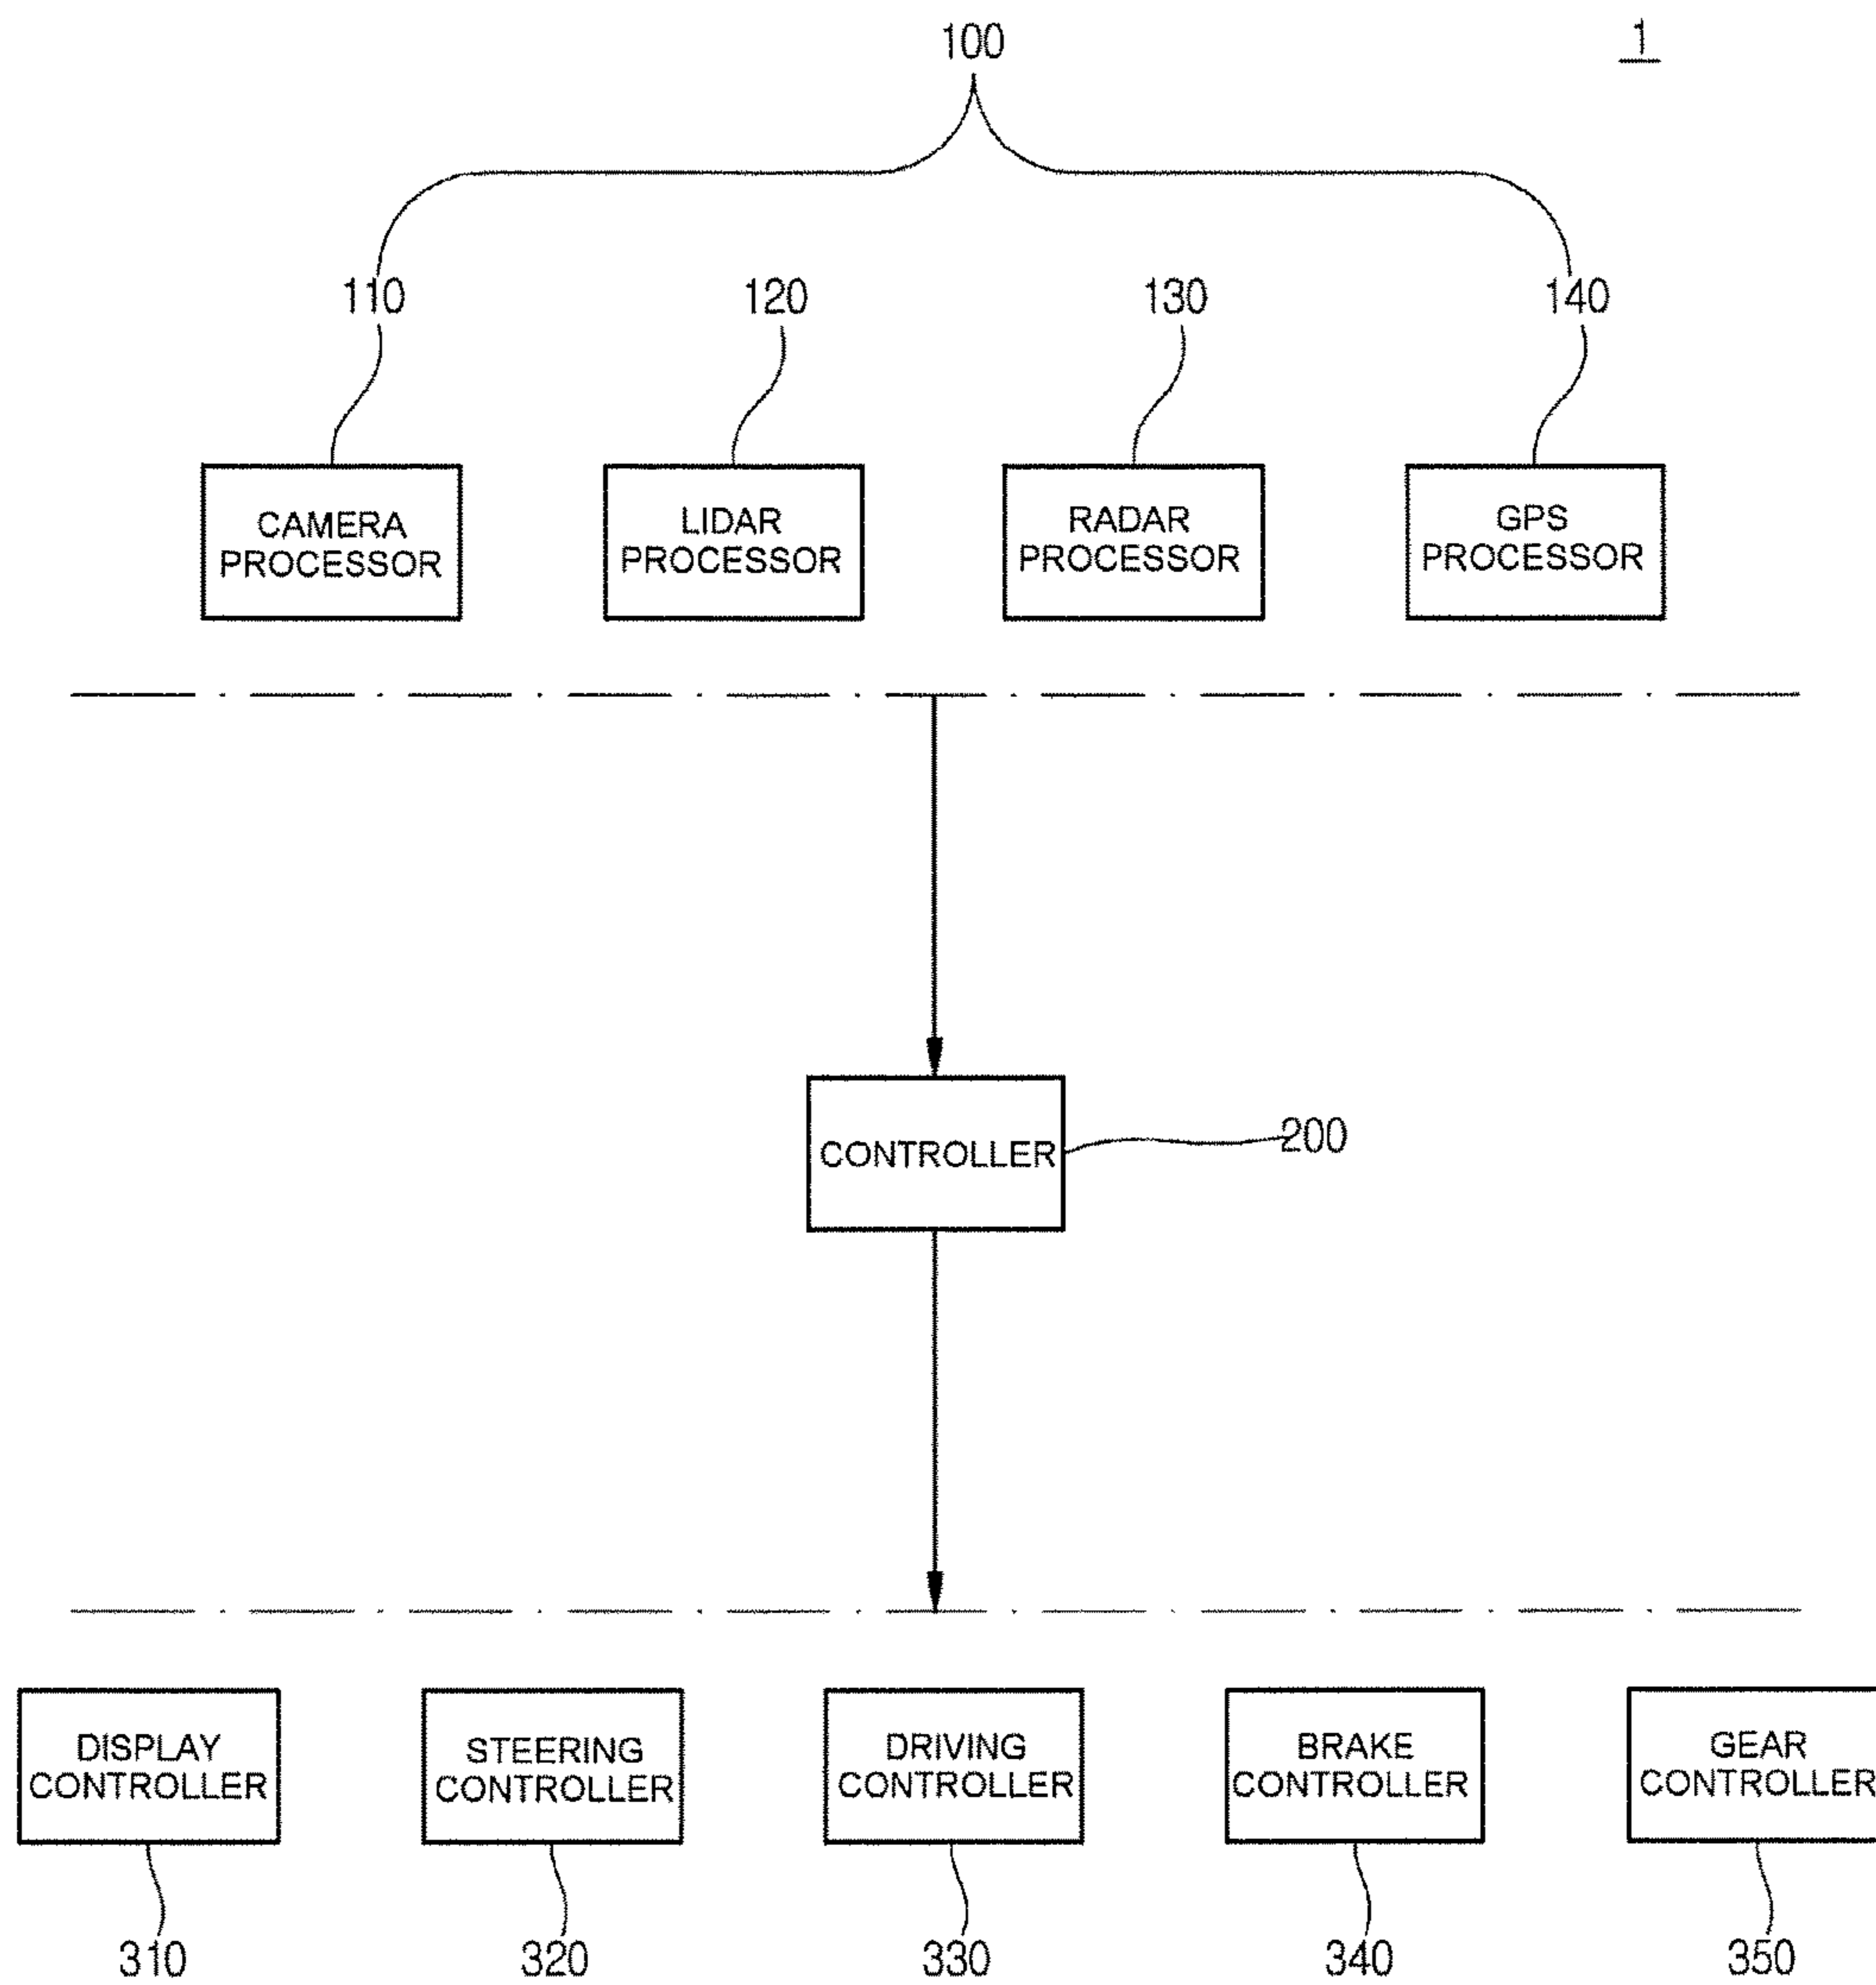 100
1
110
120
130
140
CAMERA
PROCESSOR
LIDAR
PROCESSOR
RADAR
PROCESSOR
GPS
PROCESSOR
CONTROLLER
200
DISPLAY
CONTROLLER
STEERING
CONTROLLER
DRIVING
CONTROLLER
BRAKE
CONTROLLER
GEAR
CONTROLLER
310
320
330
340
350